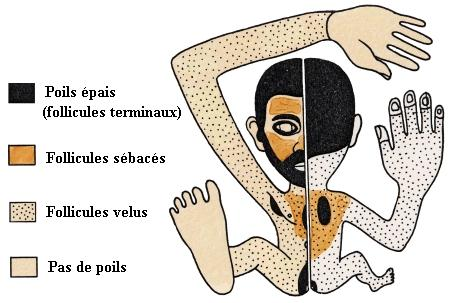 Poils épais
(follicules terminaux)
Follicules sébacés
Follicules velus
Pas de poils